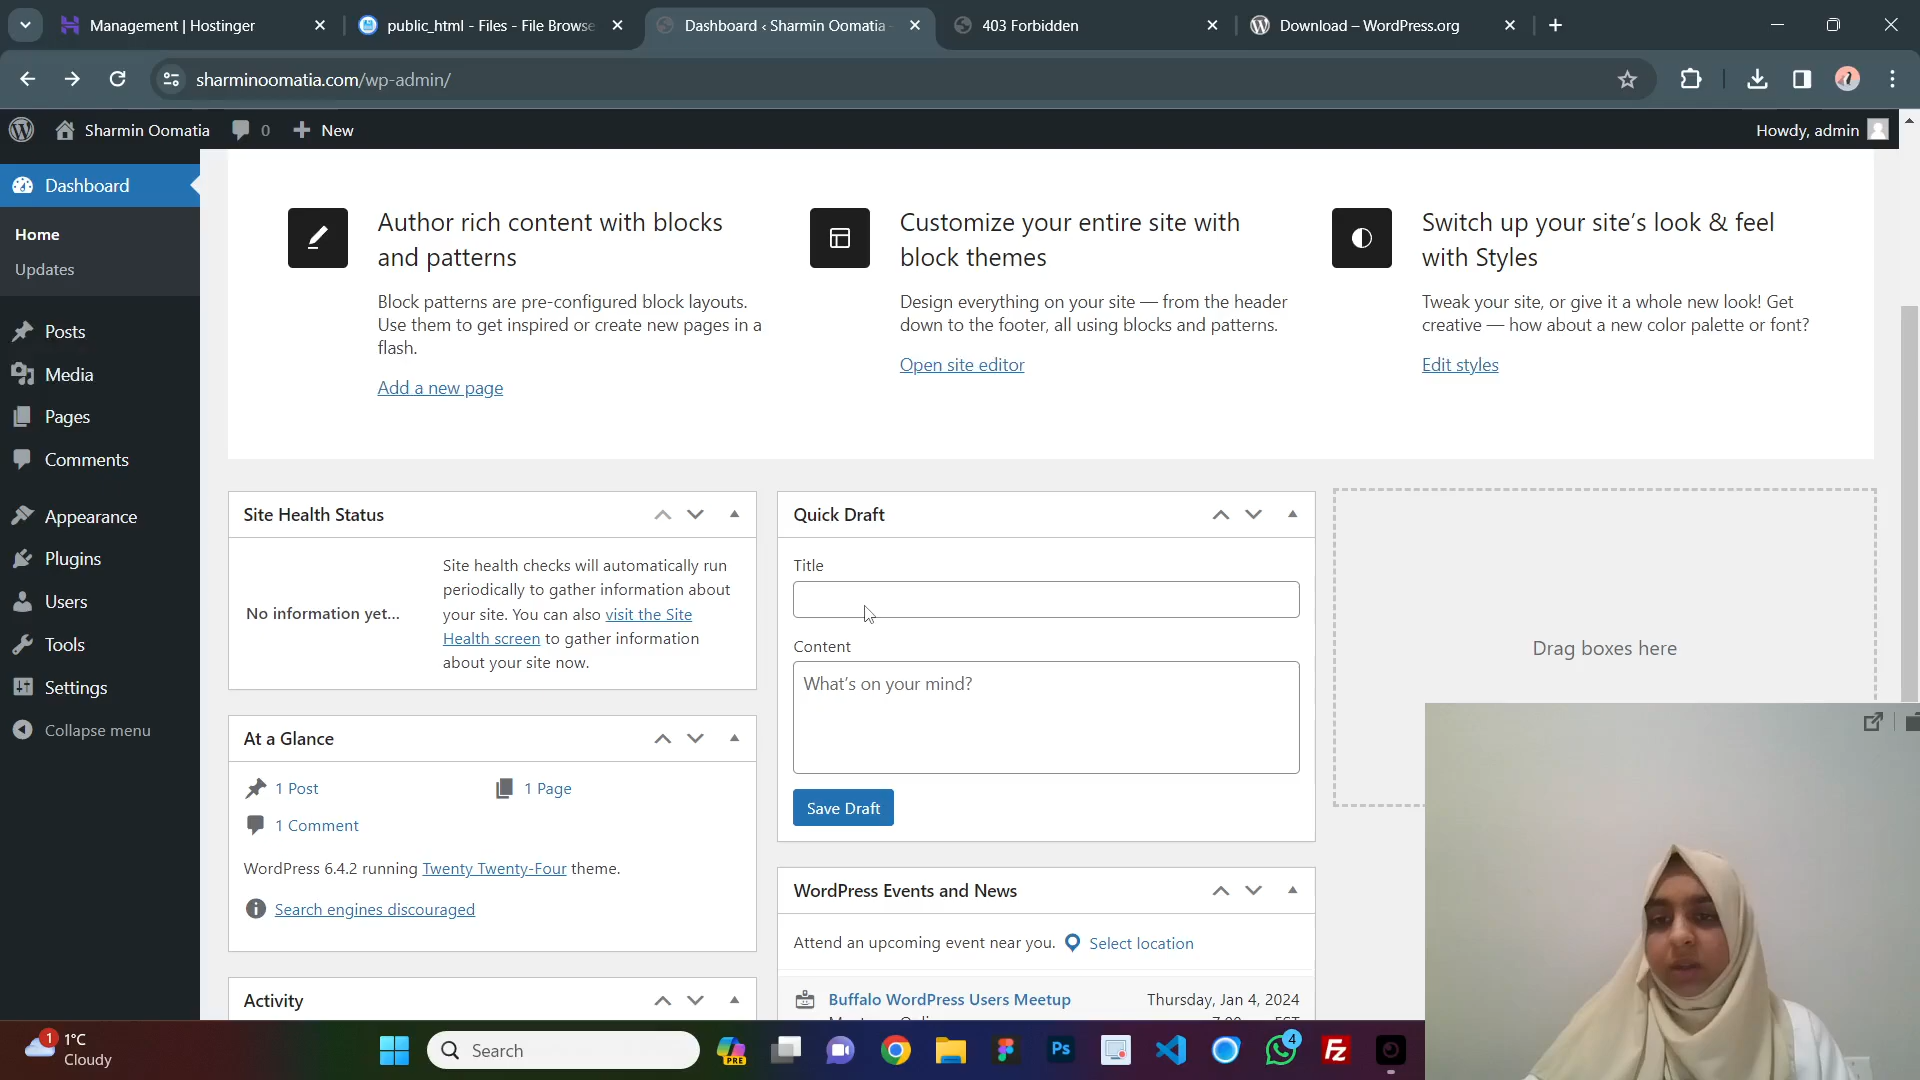 Management | Hostinger
public_html - Files - File Browse
Dashboard ‹ Sharmin Oomatia
403 Forbidden
Download – WordPress.org
sharminoomatia.com/wp-admin/
Sharmin Oomatia
0
New
Howdy, admin
Dashboard
Home
Updates
Posts
Media
Pages
Comments
Appearance
Plugins
Users
Tools
Settings
Collapse menu
Author rich content with blocks
and patterns
Block patterns are pre-configured block layouts.
Use them to get inspired or create new pages in a
flash.
Add a new page
Customize your entire site with
block themes
Design everything on your site — from the header
down to the footer, all using blocks and patterns.
Open site editor
Switch up your site’s look & feel
with Styles
Tweak your site, or give it a whole new look! Get
creative — how about a new color palette or font?
Edit styles
Site Health Status
No information yet...
Site health checks will automatically run
periodically to gather information about
your site. You can also visit the Site
Health screen to gather information
about your site now.
At a Glance
1 Post
1 Page
1 Comment
WordPress 6.4.2 running Twenty Twenty-Four theme.
Search engines discouraged
Activity
Quick Draft
Title
Content
What’s on your mind?
Save Draft
WordPress Events and News
Attend an upcoming event near you.
Select location
Buffalo WordPress Users Meetup
Thursday, Jan 4, 2024
Drag boxes here
1
1°C
Cloudy
Search
PRE
Ps
4
Fz